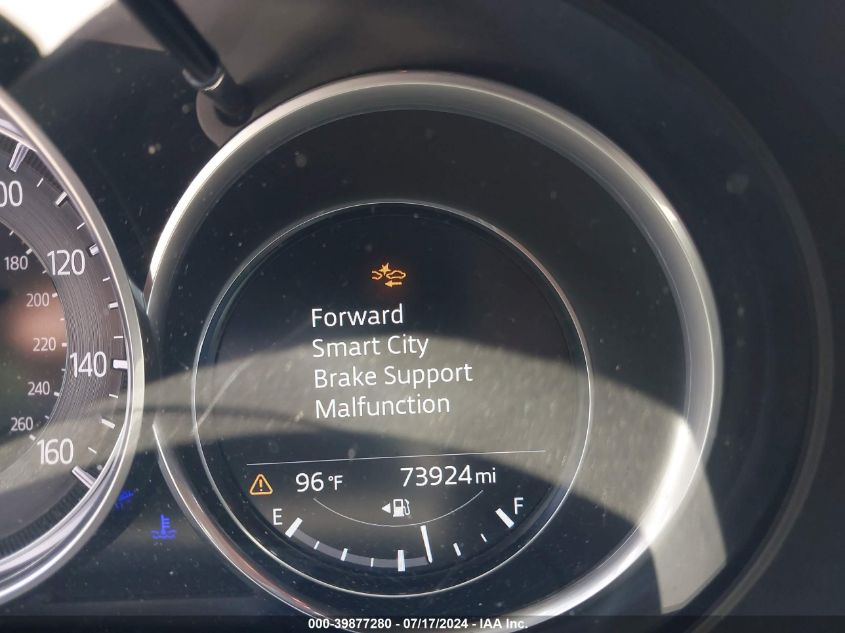 00
120
140
160
180
200
220
240
260
Forward
Smart City
Brake Support
Malfunction
96°F
73924 mi
E
F
000-39877280 - 07/17/2024 - IAA Inc.